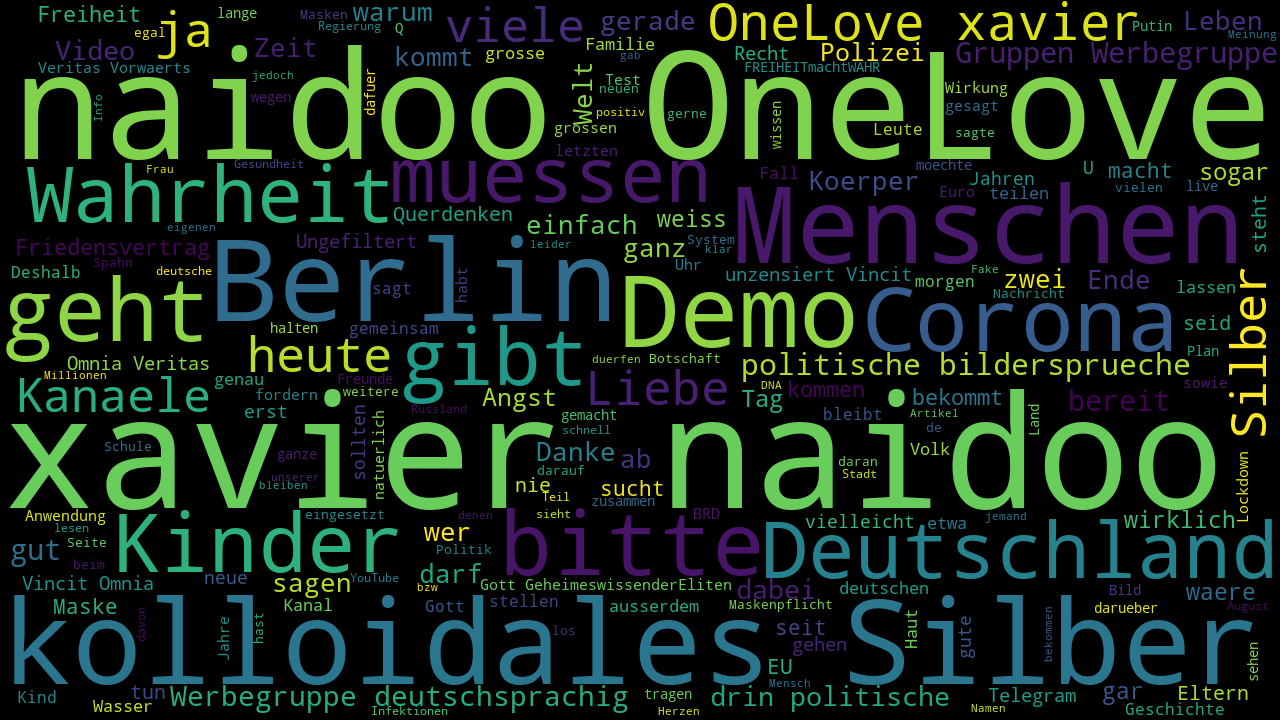 Freiheit
egal
ja
lange
Masken
Regierung
Q
warum
viele
gerade
OneLove xavier
Putin
Leben
Meinung
Video
Zeit
kommt
grosse
Familie
gab
Recht
Polizei
Gruppen Werbegruppe
Veritas Vorwaerts
jedoch
wegen
dafuer
Welt
Test
neuen
FREIHEITmachtWAHR
Wirkung
gesagt
Info
naidoo OneLove
positiv
gerne
grossen
wissen
Leute
sagte
letzten
Frau
Gesundheit
Wahrheit
muessen
Fall
Koerper
moechte
Jahren
teilen
Euro
U
macht
vielen
live
sogar
steht
Querdenken
einfach
weiss
Menschen
eigenen
Friedensvertrag
Spahn
Ungefiltert
leider
ganz
System
klar
Uhr
Deshalb
deutsche
Berlin
sagt
habt
unzensiert Vincit
morgen
Fake
Nachricht
zwei
Ende
lassen
geht
halten
gemeinsam
Demo
Corona
seid
Silber
Omnia Veritas
Millionen
heute
gibt
duerfen
Botschaft
politische bildersprueche
Plan
Kanaele
genau
Freunde
fordern
weitere
erst
Russland
Angst
Liebe
gemacht
schnell
Tag
DNA
kommen
bekommt
bleibt
Artikel
de
bereit
sowie
xavier naidoo
Schule
ganze
unserer
bleiben
sollten
natuerlich
Danke
ab
darauf
nie
Teil
sucht
zusammen
daran
Stadt
Volk
Land
Lockdown
Anwendung
lesen
Seite
beim
eingesetzt
sieht
denen
BRD
vielleicht
etwa
jemand
wirklich
gut
Kinder
wer
Politik
bitte
Deutschland
Vincit Omnia
neue
sagen
YouTube
bzw
darf
Gott GeheimeswissenderEliten
dabei
deutschen
waere
Bild
Maske
Kanal
Gott
stellen
ausserdem
Maskenpflicht
darueber
August
kolloidales Silber
davon
Jahre
hast
los
seit
gehen
Haut
gute
bekommen
sehen
EU
Mensch
Kind
tun
Wasser
Werbegruppe deutschsprachig
Infektionen
tragen
Herzen
drin politische
Namen
Telegram
gar
Eltern
Geschichte